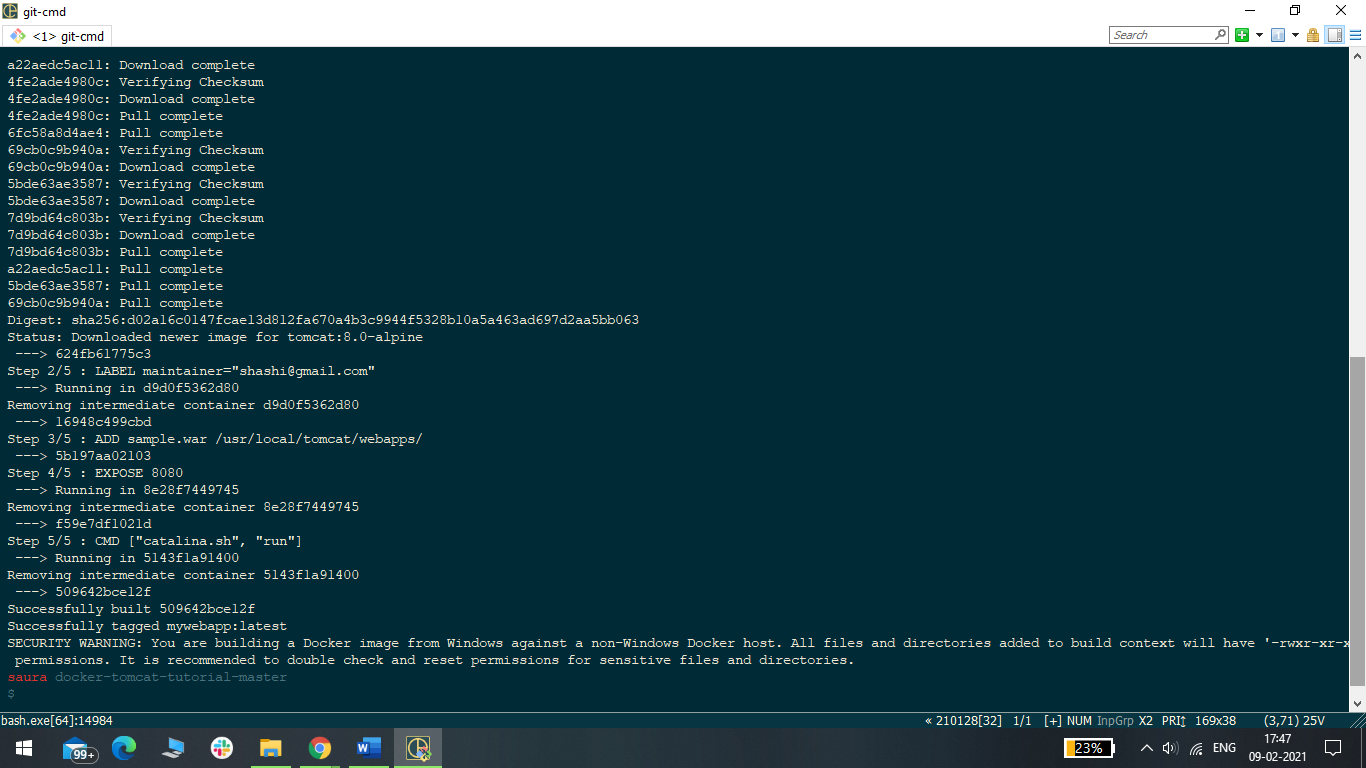 git-cmd
<1> git-cmd
Search
a22aedc5ac11: Download complete
4fe2ade4980c: Verifying Checksum
4fe2ade4980c: Download complete
4fe2ade4980c: Pull complete
6fc58a8d4ae4: Pull complete
69cb0c9b940a: Verifying Checksum
69cb0c9b940a: Download complete
5bde63ae3587: Verifying Checksum
5bde63ae3587: Download complete
7d9bd64c803b: Verifying Checksum
7d9bd64c803b: Download complete
7d9bd64c803b: Pull complete
a22aedc5ac11: Pull complete
5bde63ae3587: Pull complete
69cb0c9b940a: Pull complete
Digest: sha256:d02a16c0147fcae13d812fa670a4b3c9944f5328b10a5a463ad697d2aa5bb063
Status: Downloaded newer image for tomcat:8.0-alpine
 ---> 624fb61775c3
Step 2/5 : LABEL maintainer="shashi@gmail.com"
 ---> Running in d9d0f5362d80
Removing intermediate container d9d0f5362d80
 ---> 16948c499cbd
Step 3/5 : ADD sample.war /usr/local/tomcat/webapps/
 ---> 5b197aa02103
Step 4/5 : EXPOSE 8080
 ---> Running in 8e28f7449745
Removing intermediate container 8e28f7449745
 ---> f59e7df1021d
Step 5/5 : CMD ["catalina.sh", "run"]
 ---> Running in 5143f1a91400
Removing intermediate container 5143f1a91400
 ---> 509642bce12f
Successfully built 509642bce12f
Successfully tagged mywebapp:latest
SECURITY WARNING: You are building a Docker image from Windows against a non-Windows Docker host. All files and directories added to build context will have '-rwxr-xr-x
 permissions. It is recommended to double check and reset permissions for sensitive files and directories.
saura docker-tomcat-tutorial-master
$
bash.exe[64]:14984 « 210128[32] 1/1 [+] NUM InpGrp X2 PRI↕ 169x38 (3,71) 25V
99+ 23% ENG 17:47
09-02-2021